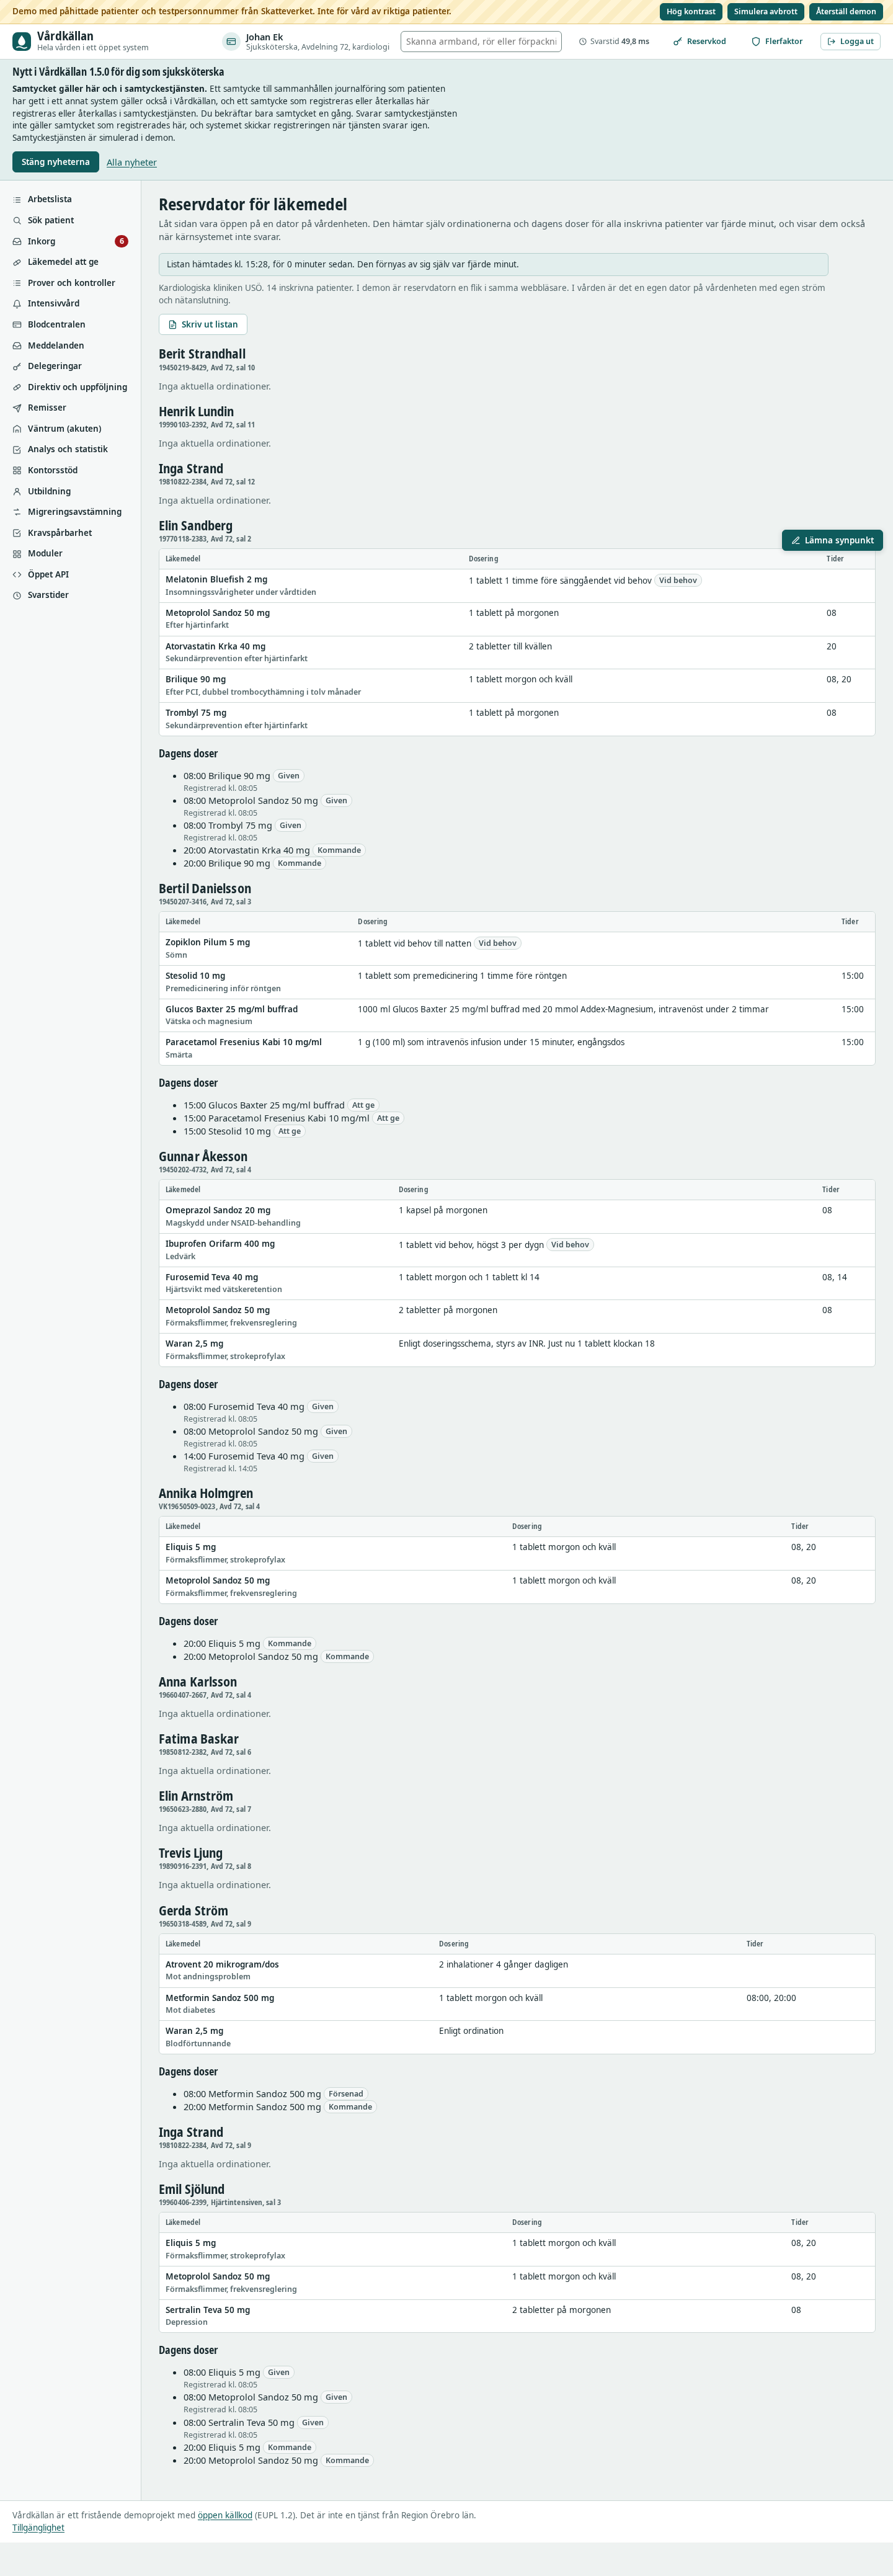 Demo med påhittade patienter och testpersonnummer från Skatteverket. Inte för vård av riktiga patienter.
Hög kontrast
Simulera avbrott
Återställ demon
Vårdkällan
Hela vården i ett öppet system
Johan Ek
Sjuksköterska, Avdelning 72, kardiologi
Skanna armband, rör eller förpackni
Svarstid 49,8 ms
Reservkod
Flerfaktor
Logga ut
Nytt i Vårdkällan 1.5.0 för dig som sjuksköterska
Samtycket gäller här och i samtyckestjänsten. Ett samtycke till sammanhållen journalföring som patienten
har gett i ett annat system gäller också i Vårdkällan, och ett samtycke som registreras eller återkallas här
registreras eller återkallas i samtyckestjänsten. Du bekräftar bara samtycket en gång. Svarar samtyckestjänsten
inte gäller samtycket som registrerades här, och systemet skickar registreringen när tjänsten svarar igen.
Samtyckestjänsten är simulerad i demon.
Stäng nyheterna
Alla nyheter
Arbetslista
Sök patient
Inkorg
6
Läkemedel att ge
Prover och kontroller
Intensivvård
Blodcentralen
Meddelanden
Delegeringar
Direktiv och uppföljning
Remisser
Väntrum (akuten)
Analys och statistik
Kontorsstöd
Utbildning
Migreringsavstämning
Kravspårbarhet
Moduler
Öppet API
Svarstider
Reservdator för läkemedel
Låt sidan vara öppen på en dator på vårdenheten. Den hämtar själv ordinationerna och dagens doser för alla inskrivna patienter var fjärde minut, och visar dem också
när kärnsystemet inte svarar.
Listan hämtades kl. 15:28, för 0 minuter sedan. Den förnyas av sig själv var fjärde minut.
Kardiologiska kliniken USÖ. 14 inskrivna patienter. I demon är reservdatorn en flik i samma webbläsare. I vården är det en egen dator på vårdenheten med egen ström
och nätanslutning.
Skriv ut listan
Berit Strandhall
19450219-8429, Avd 72, sal 10
Inga aktuella ordinationer.
Henrik Lundin
19990103-2392, Avd 72, sal 11
Inga aktuella ordinationer.
Inga Strand
19810822-2384, Avd 72, sal 12
Inga aktuella ordinationer.
Elin Sandberg
19770118-2383, Avd 72, sal 2
Lämna synpunkt
Läkemedel Dosering Tider
Melatonin Bluefish 2 mg 1 tablett 1 timme före sänggåendet vid behov Vid behov
Insomningssvårigheter under vårdtiden
Metoprolol Sandoz 50 mg 1 tablett på morgonen 08
Efter hjärtinfarkt
Atorvastatin Krka 40 mg 2 tabletter till kvällen 20
Sekundärprevention efter hjärtinfarkt
Brilique 90 mg 1 tablett morgon och kväll 08, 20
Efter PCI, dubbel trombocythämning i tolv månader
Trombyl 75 mg 1 tablett på morgonen 08
Sekundärprevention efter hjärtinfarkt
Dagens doser
08:00 Brilique 90 mg Given
Registrerad kl. 08:05
08:00 Metoprolol Sandoz 50 mg Given
Registrerad kl. 08:05
08:00 Trombyl 75 mg Given
Registrerad kl. 08:05
20:00 Atorvastatin Krka 40 mg Kommande
20:00 Brilique 90 mg Kommande
Bertil Danielsson
19450207-3416, Avd 72, sal 3
Läkemedel Dosering Tider
Zopiklon Pilum 5 mg 1 tablett vid behov till natten Vid behov
Sömn
Stesolid 10 mg 1 tablett som premedicinering 1 timme före röntgen 15:00
Premedicinering inför röntgen
Glucos Baxter 25 mg/ml buffrad 1000 ml Glucos Baxter 25 mg/ml buffrad med 20 mmol Addex-Magnesium, intravenöst under 2 timmar 15:00
Vätska och magnesium
Paracetamol Fresenius Kabi 10 mg/ml 1 g (100 ml) som intravenös infusion under 15 minuter, engångsdos 15:00
Smärta
Dagens doser
15:00 Glucos Baxter 25 mg/ml buffrad Att ge
15:00 Paracetamol Fresenius Kabi 10 mg/ml Att ge
15:00 Stesolid 10 mg Att ge
Gunnar Åkesson
19450202-4732, Avd 72, sal 4
Läkemedel Dosering Tider
Omeprazol Sandoz 20 mg 1 kapsel på morgonen 08
Magskydd under NSAID-behandling
Ibuprofen Orifarm 400 mg 1 tablett vid behov, högst 3 per dygn Vid behov
Ledvärk
Furosemid Teva 40 mg 1 tablett morgon och 1 tablett kl 14 08, 14
Hjärtsvikt med vätskeretention
Metoprolol Sandoz 50 mg 2 tabletter på morgonen 08
Förmaksflimmer, frekvensreglering
Waran 2,5 mg Enligt doseringsschema, styrs av INR. Just nu 1 tablett klockan 18
Förmaksflimmer, strokeprofylax
Dagens doser
08:00 Furosemid Teva 40 mg Given
Registrerad kl. 08:05
08:00 Metoprolol Sandoz 50 mg Given
Registrerad kl. 08:05
14:00 Furosemid Teva 40 mg Given
Registrerad kl. 14:05
Annika Holmgren
VK19650509-0023, Avd 72, sal 4
Läkemedel Dosering Tider
Eliquis 5 mg 1 tablett morgon och kväll 08, 20
Förmaksflimmer, strokeprofylax
Metoprolol Sandoz 50 mg 1 tablett morgon och kväll 08, 20
Förmaksflimmer, frekvensreglering
Dagens doser
20:00 Eliquis 5 mg Kommande
20:00 Metoprolol Sandoz 50 mg Kommande
Anna Karlsson
19660407-2667, Avd 72, sal 4
Inga aktuella ordinationer.
Fatima Baskar
19850812-2382, Avd 72, sal 6
Inga aktuella ordinationer.
Elin Arnström
19650623-2880, Avd 72, sal 7
Inga aktuella ordinationer.
Trevis Ljung
19890916-2391, Avd 72, sal 8
Inga aktuella ordinationer.
Gerda Ström
19650318-4589, Avd 72, sal 9
Läkemedel Dosering Tider
Atrovent 20 mikrogram/dos 2 inhalationer 4 gånger dagligen
Mot andningsproblem
Metformin Sandoz 500 mg 1 tablett morgon och kväll 08:00, 20:00
Mot diabetes
Waran 2,5 mg Enligt ordination
Blodförtunnande
Dagens doser
08:00 Metformin Sandoz 500 mg Försenad
20:00 Metformin Sandoz 500 mg Kommande
Inga Strand
19810822-2384, Avd 72, sal 9
Inga aktuella ordinationer.
Emil Sjölund
19960406-2399, Hjärtintensiven, sal 3
Läkemedel Dosering Tider
Eliquis 5 mg 1 tablett morgon och kväll 08, 20
Förmaksflimmer, strokeprofylax
Metoprolol Sandoz 50 mg 1 tablett morgon och kväll 08, 20
Förmaksflimmer, frekvensreglering
Sertralin Teva 50 mg 2 tabletter på morgonen 08
Depression
Dagens doser
08:00 Eliquis 5 mg Given
Registrerad kl. 08:05
08:00 Metoprolol Sandoz 50 mg Given
Registrerad kl. 08:05
08:00 Sertralin Teva 50 mg Given
Registrerad kl. 08:05
20:00 Eliquis 5 mg Kommande
20:00 Metoprolol Sandoz 50 mg Kommande
Vårdkällan är ett fristående demoprojekt med öppen källkod (EUPL 1.2). Det är inte en tjänst från Region Örebro län.
Tillgänglighet